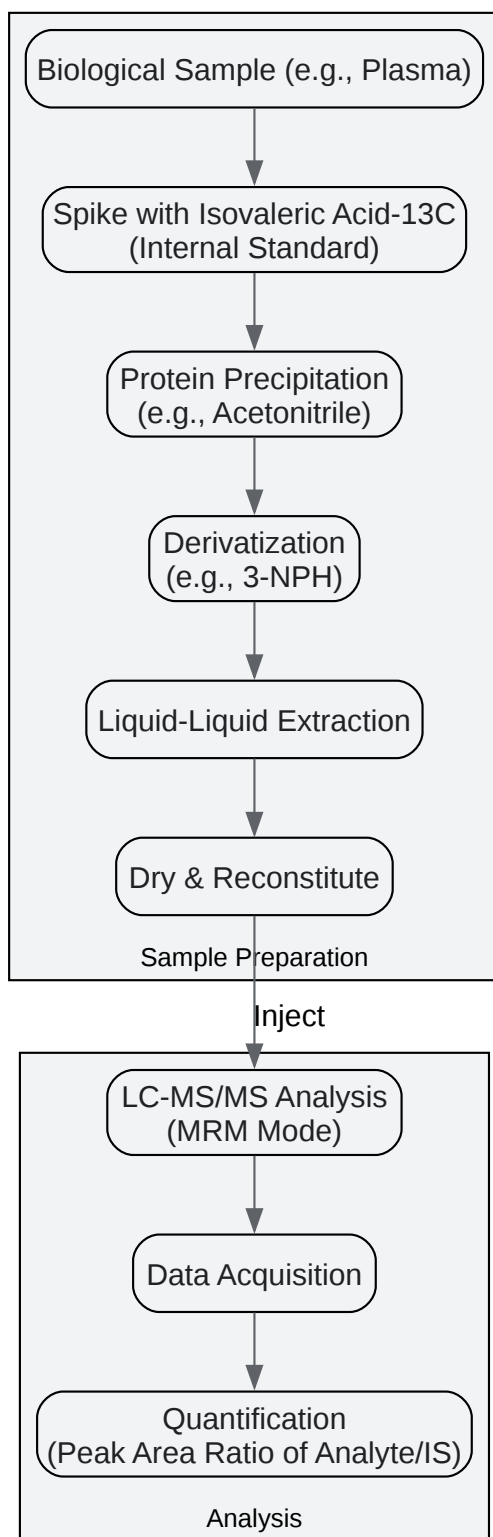 Biological Sample (e.g., Plasma)
Spike with Isovaleric Acid-13C
(Internal Standard)
Protein Precipitation
(e.g., Acetonitrile)
Derivatization
(e.g., 3-NPH)
Liquid-Liquid Extraction
Dry & Reconstitute
Sample Preparation
Inject
LC-MS/MS Analysis
(MRM Mode)
Data Acquisition
Quantification
(Peak Area Ratio of Analyte/IS)
Analysis